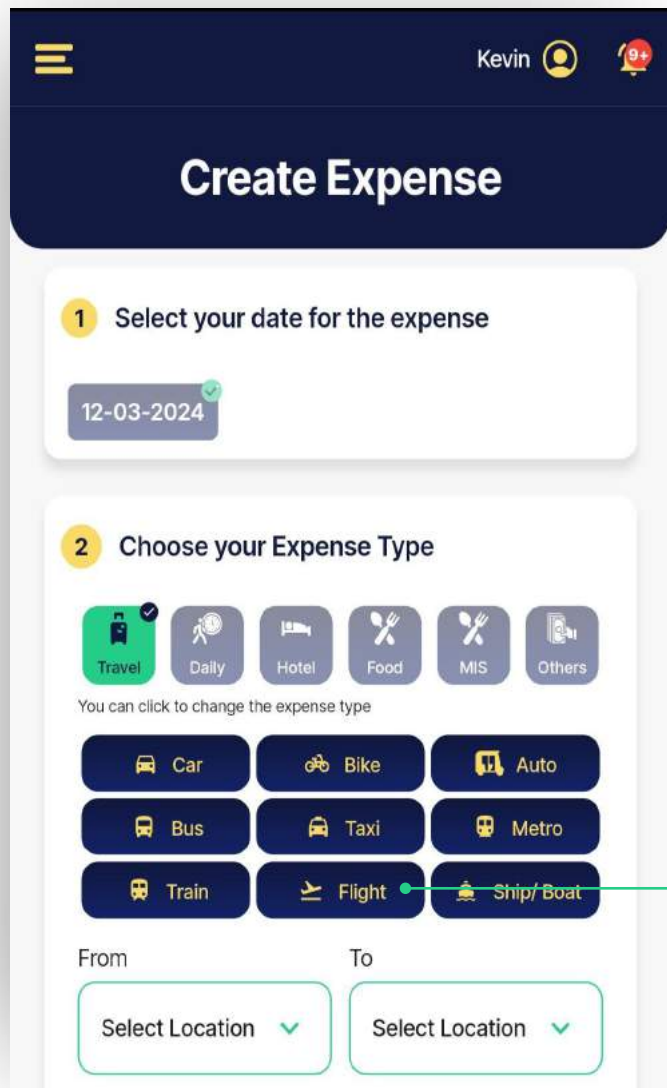 Kevin 9+
Create Expense
1 Select your date for the expense
12-03-2024
2 Choose your Expense Type
Travel Daily Hotel Food MIS Others
You can click to change the expense type
Car Bike Auto
Bus Taxi Metro
Train Flight Ship/ Boat
From To
Select Location Select Location